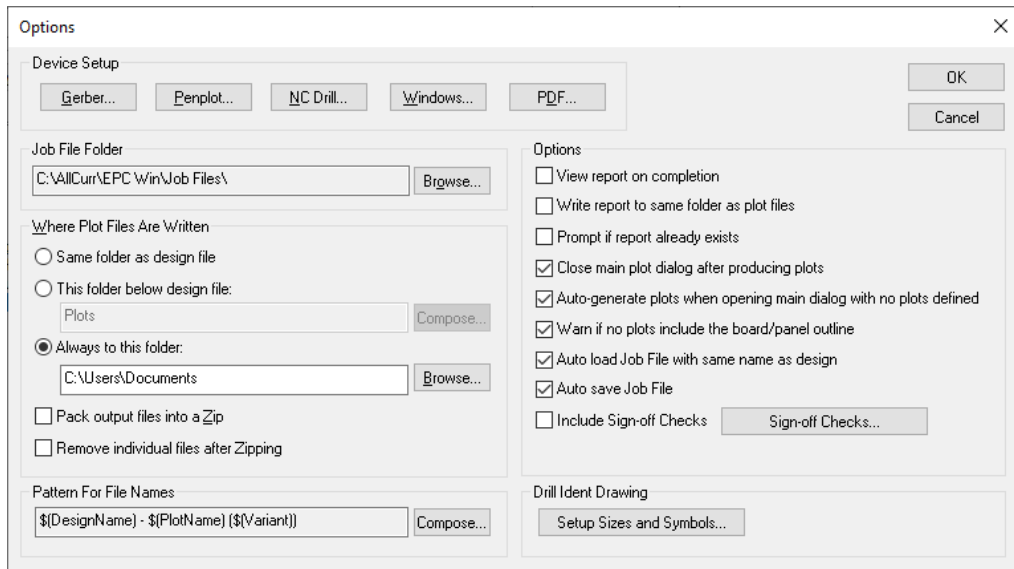 Options
Device Setup
Gerber... Penplot... NC Drill... Windows... PDF...
OK
Cancel
Job File Folder
C:\AllCurr\EPC Win\Job Files\ Browse...
Where Plot Files Are Written
Same folder as design file
This folder below design file:
Plots Compose...
Always to this folder:
C:\Users\Documents Browse...
Pack output files into a Zip
Remove individual files after Zipping
Pattern For File Names
$(DesignName) - $(PlotName) ($(Variant)) Compose...
Options
View report on completion
Write report to same folder as plot files
Prompt if report already exists
Close main plot dialog after producing plots
Auto-generate plots when opening main dialog with no plots defined
Warn if no plots include the board/panel outline
Auto load Job File with same name as design
Auto save Job File
Include Sign-off Checks Sign-off Checks...
Drill Ident Drawing
Setup Sizes and Symbols...